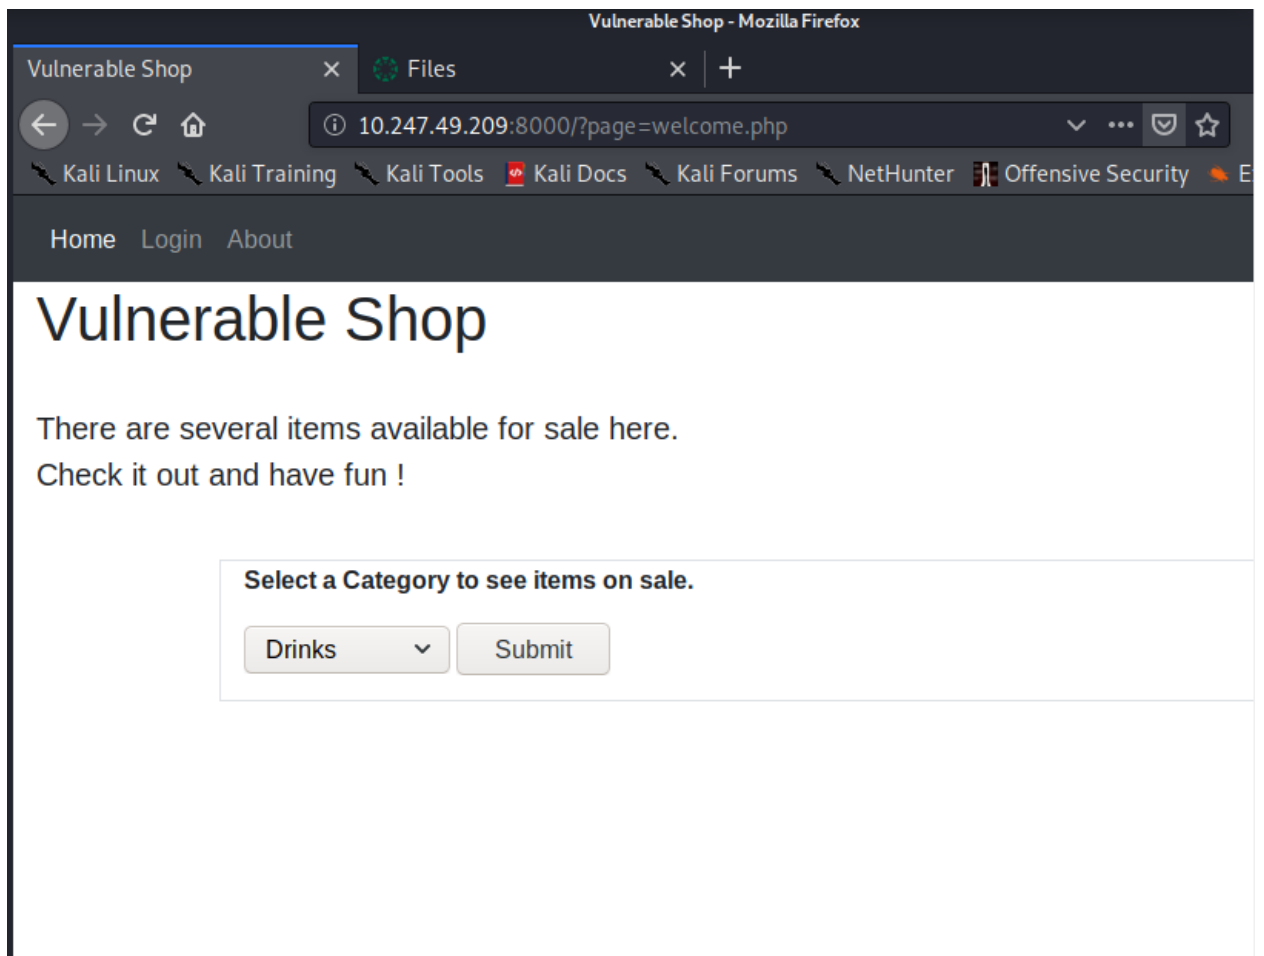 Vulnerable Shop - Mozilla Firefox
Vulnerable Shop Files
10.247.49.209:8000/?page=welcome.php
Kali Linux Kali Training Kali Tools Kali Docs Kali Forums NetHunter Offensive Security
Home Login About
Vulnerable Shop
There are several items available for sale here.
Check it out and have fun !
Select a Category to see items on sale.
Drinks Submit